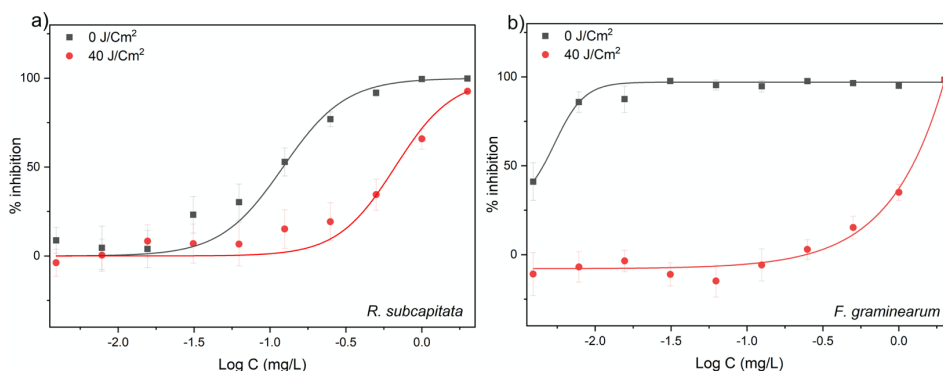 a)
0 J/Cm²
40 J/Cm²
100
50
0
% inhibition
-2.0
-1.5
-1.0
-0.5
0.0
Log C (mg/L)
R. subcapitata
b)
0 J/Cm²
40 J/Cm²
100
50
0
% inhibition
-2.0
-1.5
-1.0
-0.5
0.0
Log C (mg/L)
F. graminearum